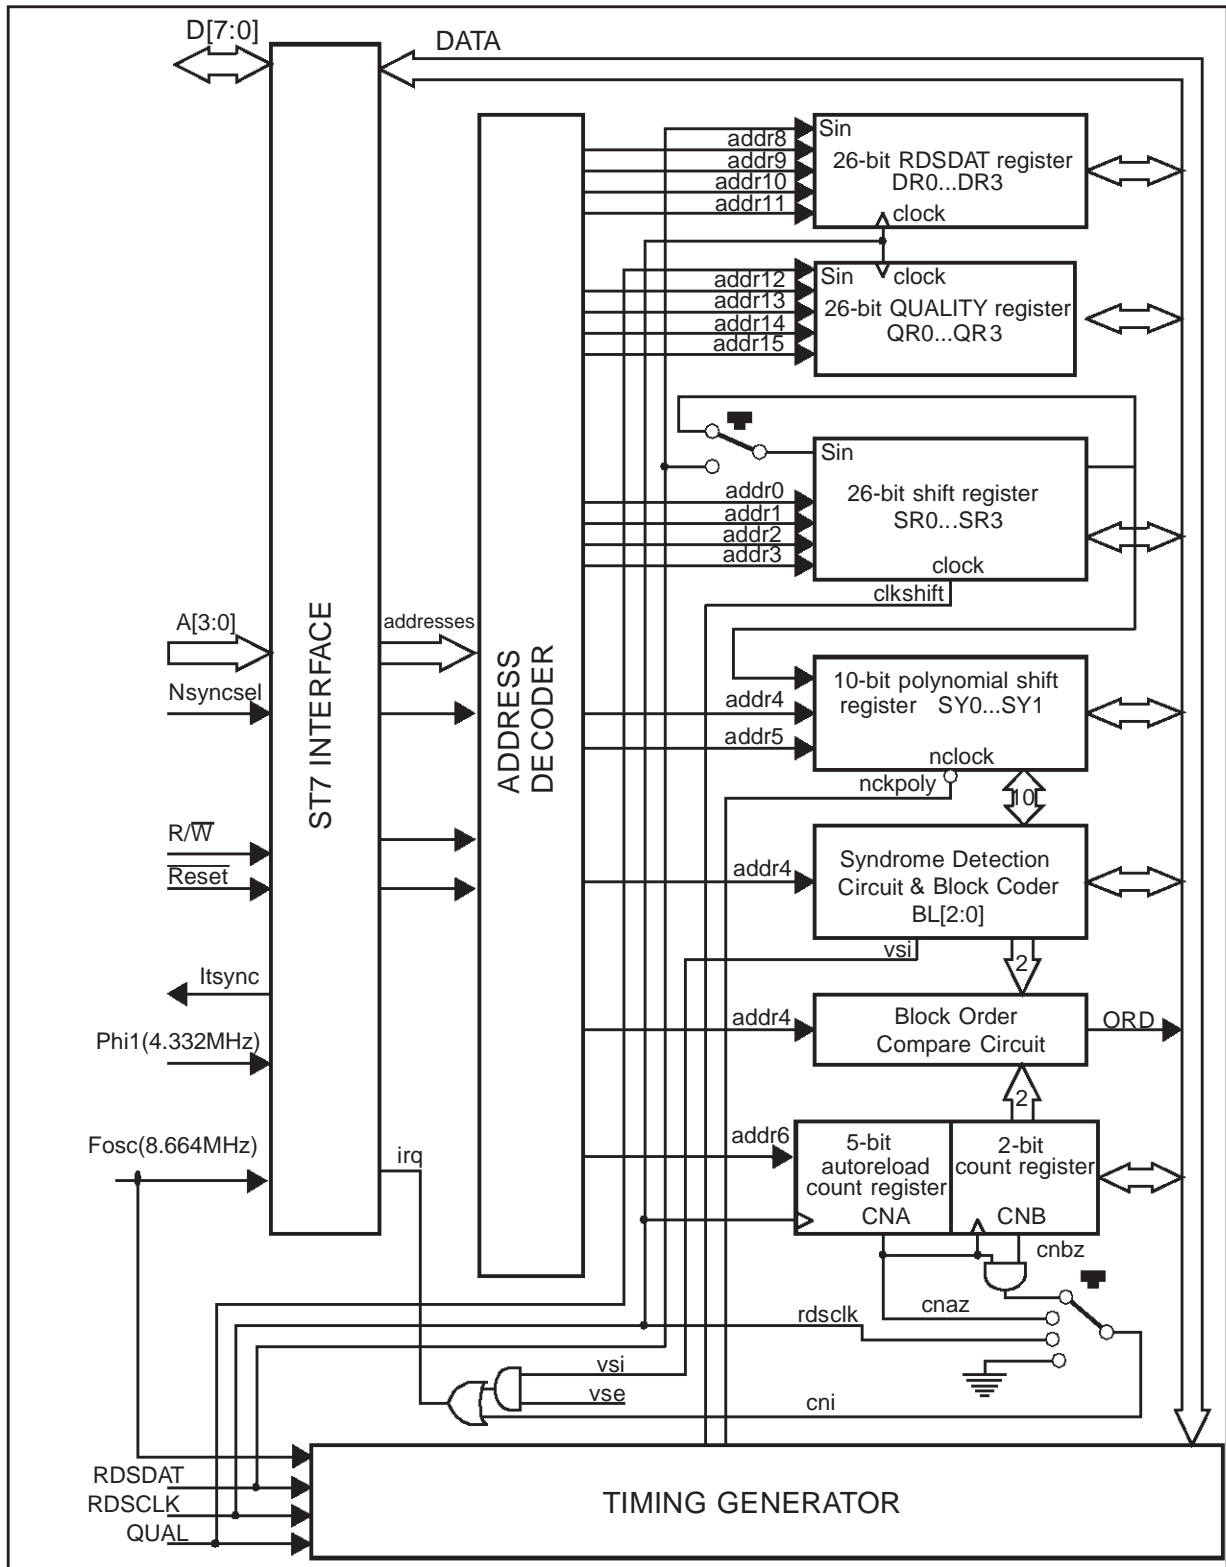 D[7:0]
DATA
Sin
addr8
addr9
addr10
addr11
26-bit RDSDAT register
DR0...DR3
clock
Sin
clock
addr12
addr13
addr14
addr15
26-bit QUALITY register
QR0...QR3
Sin
addr0
addr1
addr2
addr3
26-bit shift register
SR0...SR3
clock
clkshift
A[3:0]
addresses
Nsyncsel
ST7 INTERFACE
ADDRESS
DECODER
10-bit polynomial shift
register SY0...SY1
addr4
addr5
nclock
nckpoly
10
R/W
Reset
addr4
Syndrome Detection
Circuit & Block Coder
BL[2:0]
vsi
2
Itsync
addr4
Block Order
Compare Circuit
ORD
Phi1(4.332MHz)
2
Fosc(8.664MHz)
irq
addr6
5-bit
autoreload
count register
CNA
2-bit
count register
CNB
cnbz
cnaz
rdsclk
vsi
vse
cni
RDSDAT
RDSCLK
QUAL
TIMING GENERATOR